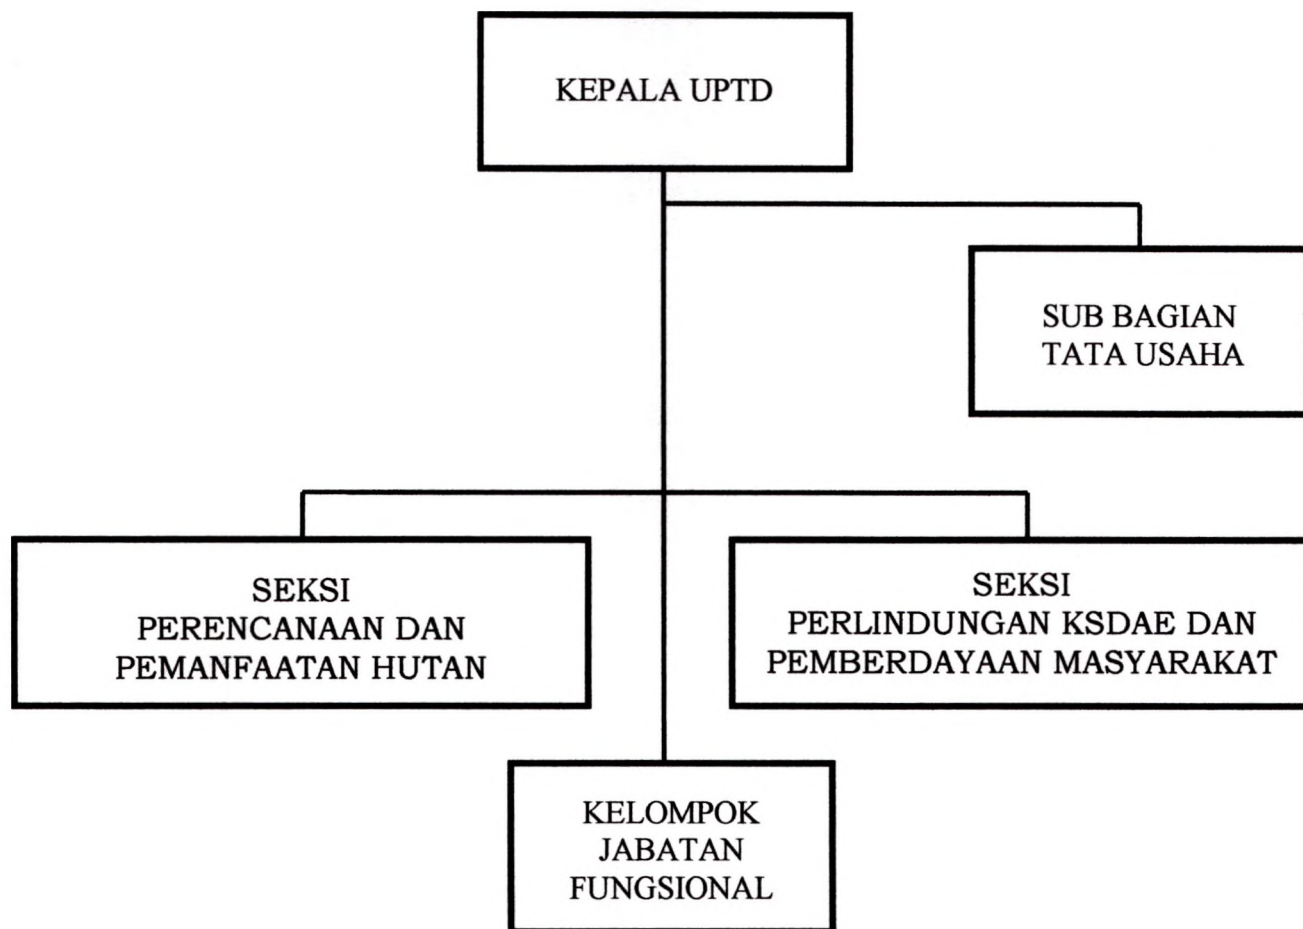 KEPALA UPTD
SUB BAGIAN
TATA USAHA
SEKSI
PERENCANAAN DAN
PEMANFAATAN HUTAN
SEKSI
PERLINDUNGAN KSDAE DAN
PEMBERDAYAAN MASYARAKAT
KELOMPOK
JABATAN
FUNGSIONAL